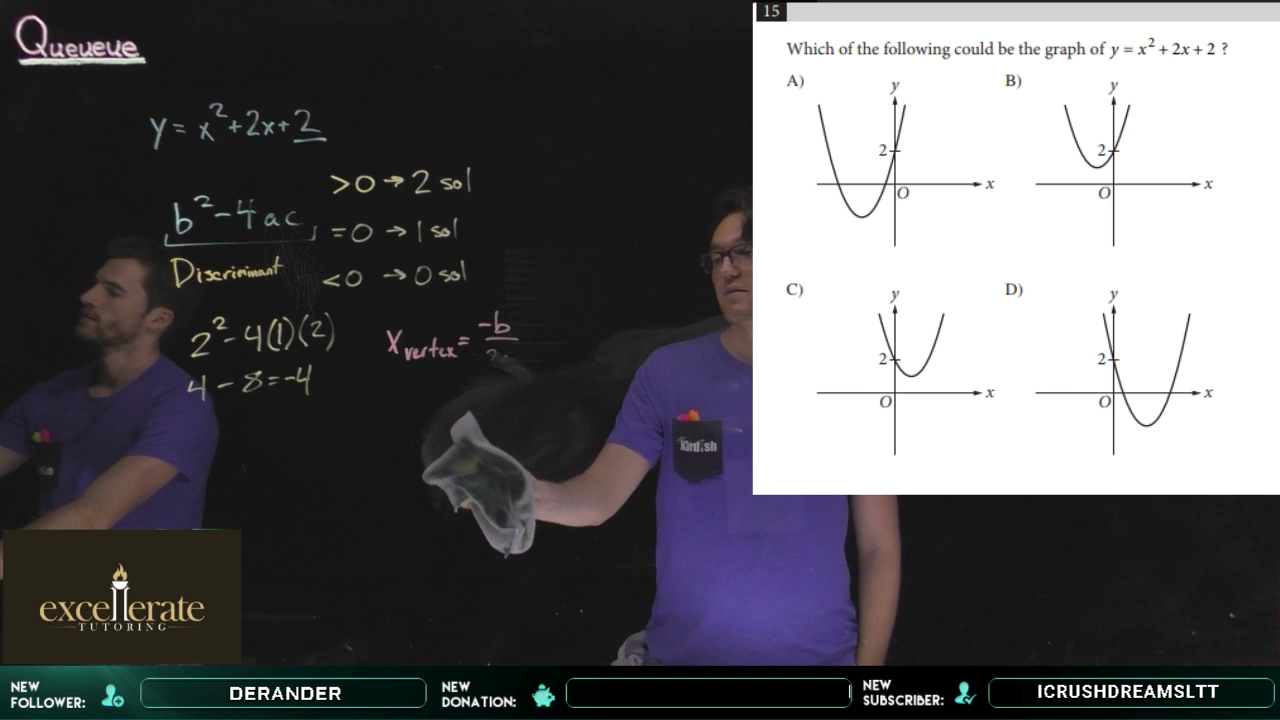 Queueue
y = x² + 2x + 2
b² - 4ac
Discriminant
>0 → 2 sol
=0 → 1 sol
<0 → 0 sol
2² - 4(1)(2)
4 - 8 = -4
X vertex = -b
K3rdish
15
Which of the following could be the graph of y = x² + 2x + 2 ?
A)
y
2
O
x
B)
y
2
O
x
C)
y
2
O
x
D)
y
2
O
x
excellerate
TUTORING
NEW FOLLOWER:
DERANDER
NEW DONATION:
NEW SUBSCRIBER:
ICRUSHDREAMSLTT